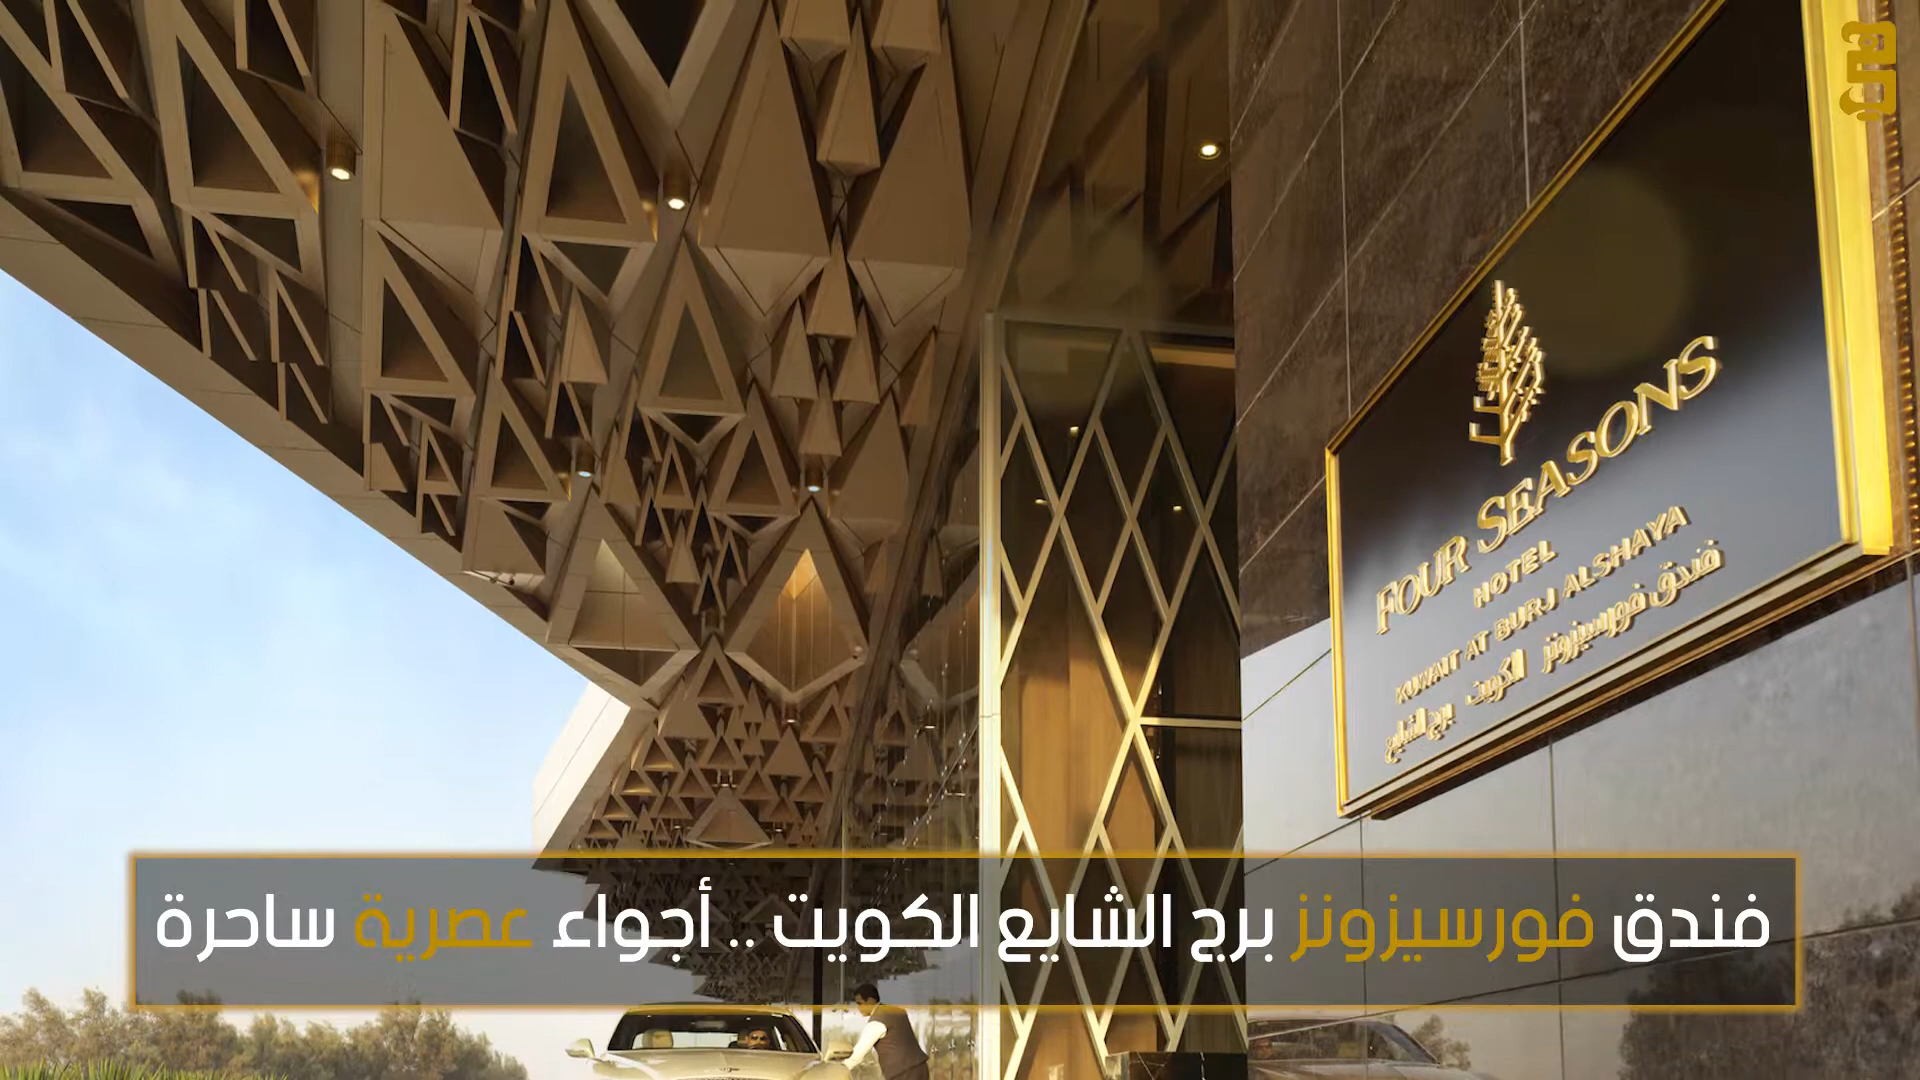 FOUR SEASONS
HOTEL
KUWAIT AT BURJ ALSHAYA
فندق فورسيزونز الكويت برج الشايع
فندق فورسيزونز برج الشايع الكويت .. أجواء عصرية ساحرة